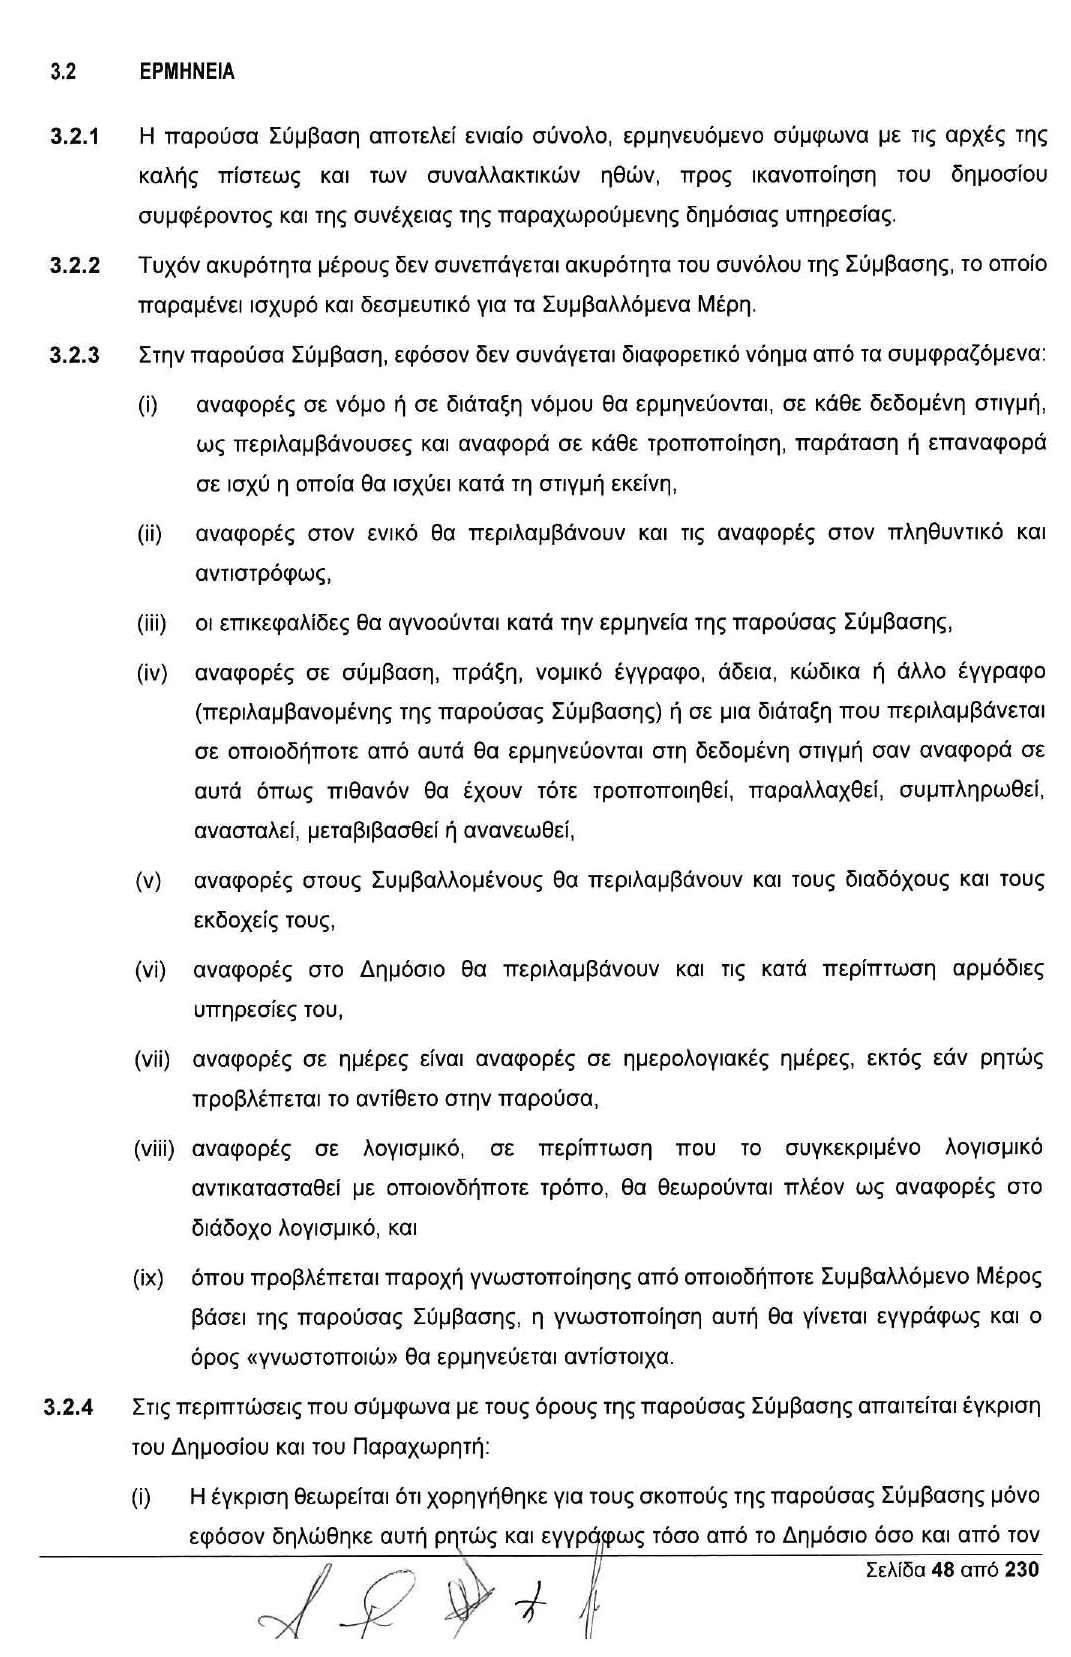 3.2 ΕΡΜΗΝΕΙΑ
3.2.1 Η παρούσα Σύμβαση αποτελεί ενιαίο σύνολο, ερμηνευόμενο σύμφωνα με τις αρχές της
καλής πίστεως και των συναλλακτικών ηθών, προς ικανοποίηση του δημοσίου
συμφέροντος και της συνέχειας της παραχωρούμενης δημόσιας υπηρεσίας.
3.2.2 Τυχόν ακυρότητα μέρους δεν συνεπάγεται ακυρότητα του συνόλου της Σύμβασης, το οποίο
παραμένει ισχυρό και δεσμευτικό για τα Συμβαλλόμενα Μέρη.
3.2.3 Στην παρούσα Σύμβαση, εφόσον δεν συνάγεται διαφορετικό νόημα από τα συμφραζόμενα:
(i) αναφορές σε νόμο ή σε διάταξη νόμου θα ερμηνεύονται, σε κάθε δεδομένη στιγμή,
ως περιλαμβάνουσες και αναφορά σε κάθε τροποποίηση, παράταση ή επαναφορά
σε ισχύ η οποία θα ισχύει κατά τη στιγμή εκείνη,
(ii) αναφορές στον ενικό θα περιλαμβάνουν και τις αναφορές στον πληθυντικό και
αντιστρόφως,
(iii) οι επικεφαλίδες θα αγνοούνται κατά την ερμηνεία της παρούσας Σύμβασης,
(iv) αναφορές σε σύμβαση, πράξη, νομικό έγγραφο, άδεια, κώδικα ή άλλο έγγραφο
(περιλαμβανομένης της παρούσας Σύμβασης) ή σε μια διάταξη που περιλαμβάνεται
σε οποιοδήποτε από αυτά θα ερμηνεύονται στη δεδομένη στιγμή σαν αναφορά σε
αυτά όπως πιθανόν θα έχουν τότε τροποποιηθεί, παραλλαχθεί, συμπληρωθεί,
ανασταλεί, μεταβιβασθεί ή ανανεωθεί,
(v) αναφορές στους Συμβαλλομένους θα περιλαμβάνουν και τους διαδόχους και τους
εκδοχείς τους,
(vi) αναφορές στο Δημόσιο θα περιλαμβάνουν και τις κατά περίπτωση αρμόδιες
υπηρεσίες του,
(vii) αναφορές σε ημέρες είναι αναφορές σε ημερολογιακές ημέρες, εκτός εάν ρητώς
προβλέπεται το αντίθετο στην παρούσα,
(viii) αναφορές σε λογισμικό, σε περίπτωση που το συγκεκριμένο λογισμικό
αντικατασταθεί με οποιονδήποτε τρόπο, θα θεωρούνται πλέον ως αναφορές στο
διάδοχο λογισμικό, και
(ix) όπου προβλέπεται παροχή γνωστοποίησης από οποιοδήποτε Συμβαλλόμενο Μέρος
βάσει της παρούσας Σύμβασης, η γνωστοποίηση αυτή θα γίνεται εγγράφως και ο
όρος «γνωστοποιώ» θα ερμηνεύεται αντίστοιχα.
3.2.4 Στις περιπτώσεις που σύμφωνα με τους όρους της παρούσας Σύμβασης απαιτείται έγκριση
του Δημοσίου και του Παραχωρητή:
(i) Η έγκριση θεωρείται ότι χορηγήθηκε για τους σκοπούς της παρούσας Σύμβασης μόνο
εφόσον δηλώθηκε αυτή ρητώς και εγγράφως τόσο από το Δημόσιο όσο και από τον
Σελίδα 48 από 230